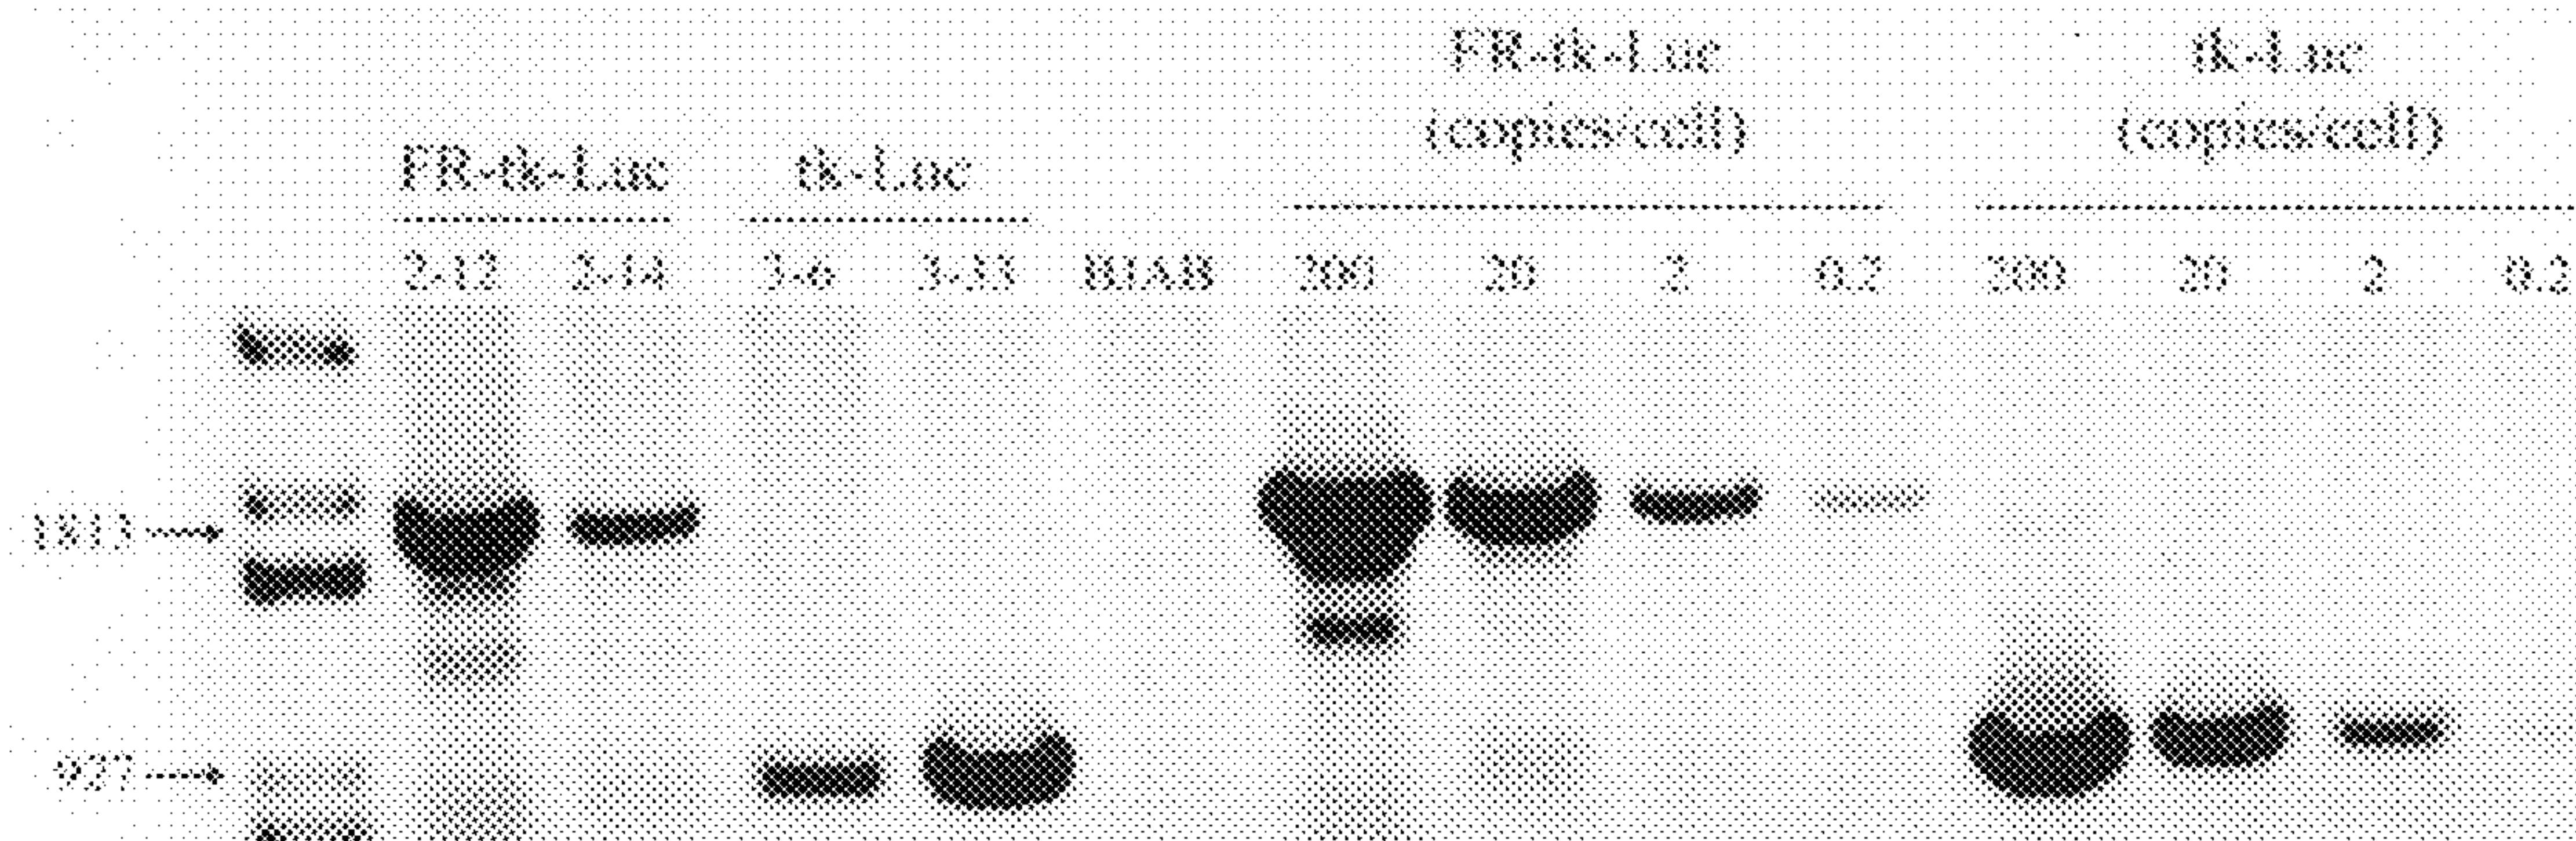 FR-tk-Luc
tk-Luc
(copies/cell)
(copies/cell)
FR-tk-Luc
tk-Luc
2-12 2-14 3-6 3-33 BJAB 200 20 2 0.2 200 20 2 0.2
1813
927